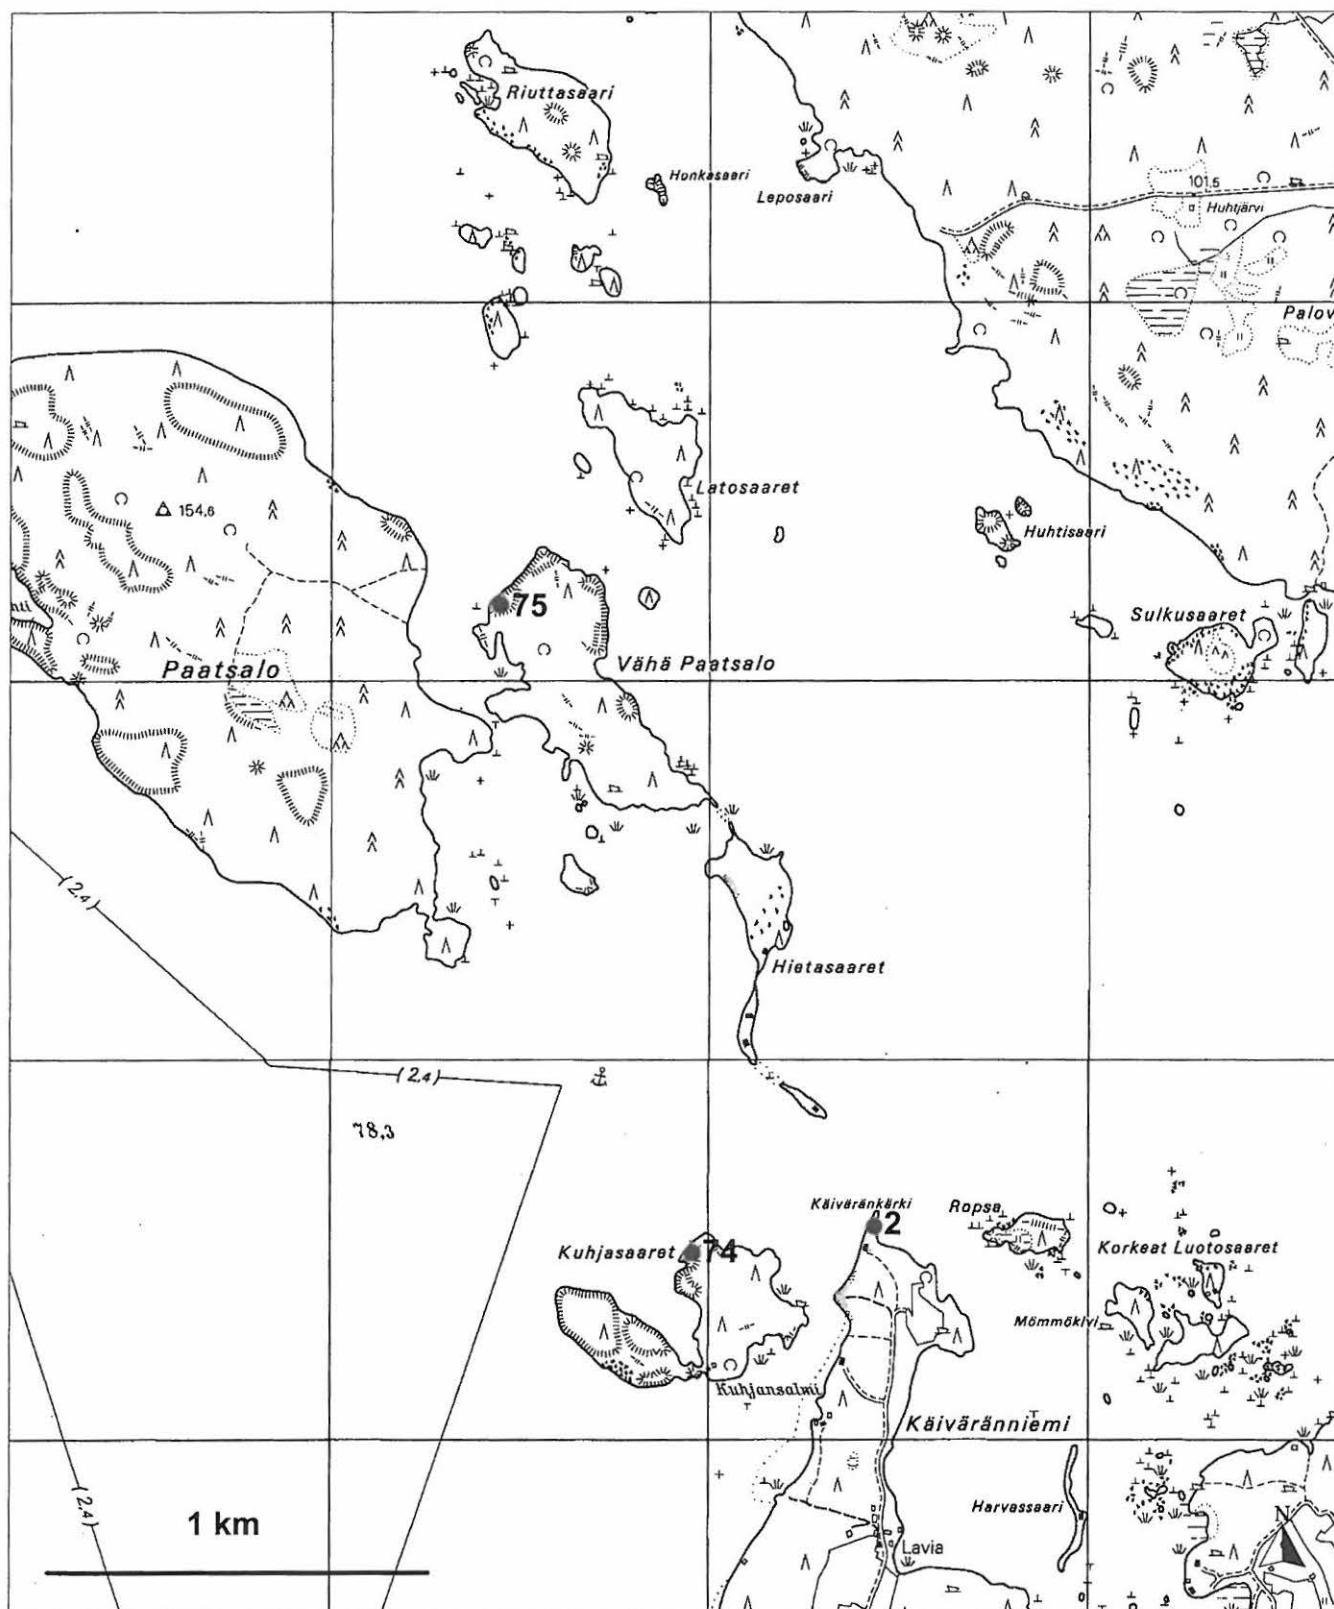 Riuttasaari
Honkasaari
Leposaari
101,5
Huhtjärvi
Palov
Latosaaret
154,6
Huhtisaari
75
Sulkusaaret
hti
Paatsalo
Vähä Paatsalo
(2,4)
Hietasaaret
(2,4)
78,3
Käiväränkärki
2
Ropsa
Kuhjasaaret
74
Korkeat Luotosaaret
Mömmökivi
Kuhjansalmi
Käiväränniemi
(2,4)
1 km
Harvassaari
N
Lavia